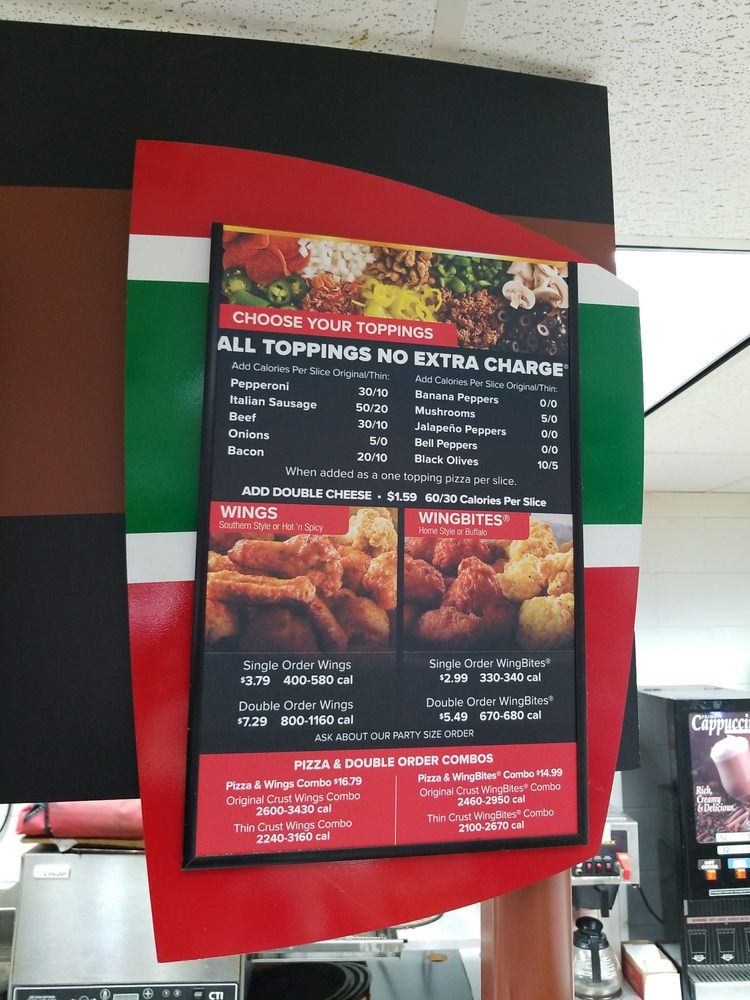 CHOOSE YOUR TOPPINGS
ALL TOPPINGS NO EXTRA CHARGE®
Add Calories Per Slice Original/Thin:
Pepperoni 30/10
Italian Sausage 50/20
Beef 30/10
Onions 5/0
Bacon 20/10
Add Calories Per Slice Original/Thin:
Banana Peppers 0/0
Mushrooms 5/0
Jalapeño Peppers 0/0
Bell Peppers 0/0
Black Olives 10/5
When added as a one topping pizza per slice.
ADD DOUBLE CHEESE • $1.59 60/30 Calories Per Slice
WINGS
Southern Style or Hot 'n Spicy
Single Order Wings
$3.79 400-580 cal
Double Order Wings
$7.29 800-1160 cal
WINGBITES®
Home Style or Buffalo
Single Order WingBites®
$2.99 330-340 cal
Double Order WingBites®
$5.49 670-680 cal
ASK ABOUT OUR PARTY SIZE ORDER
PIZZA & DOUBLE ORDER COMBOS
Pizza & Wings Combo $16.79
Original Crust Wings Combo
2600-3430 cal
Thin Crust Wings Combo
2240-3160 cal
Pizza & WingBites® Combo $14.99
Original Crust WingBites® Combo
2460-2950 cal
Thin Crust WingBites® Combo
2100-2670 cal
Cappucci
Rich,
Creamy
& Delicious.
HOT
COCOA
Lincoln
CTI